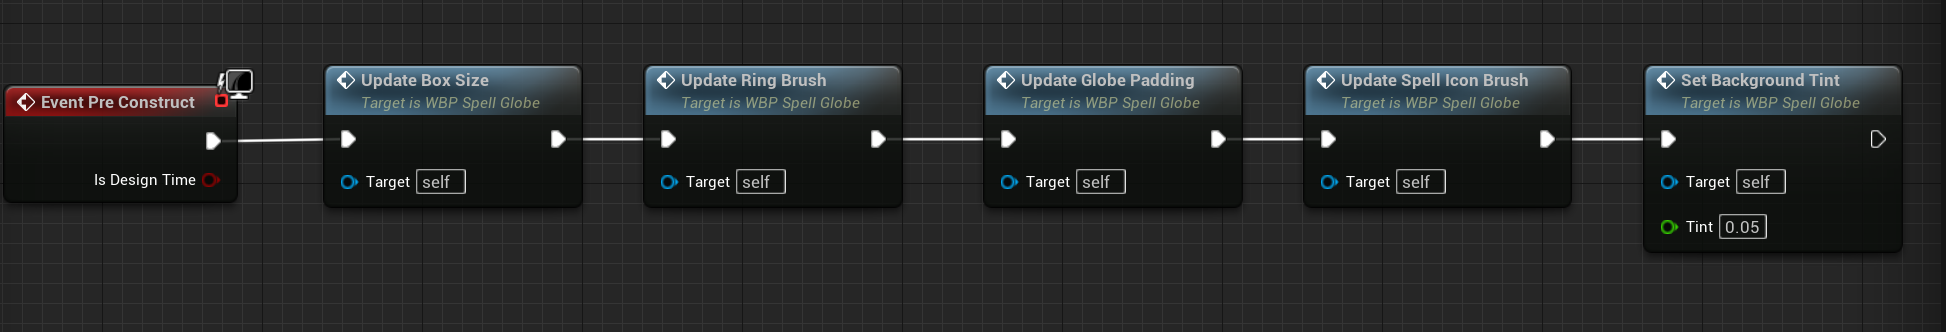 Event Pre Construct
Is Design Time
Update Box Size
Target is WBP Spell Globe
Target self
Update Ring Brush
Target is WBP Spell Globe
Target self
Update Globe Padding
Target is WBP Spell Globe
Target self
Update Spell Icon Brush
Target is WBP Spell Globe
Target self
Set Background Tint
Target is WBP Spell Globe
Target self
Tint 0.05